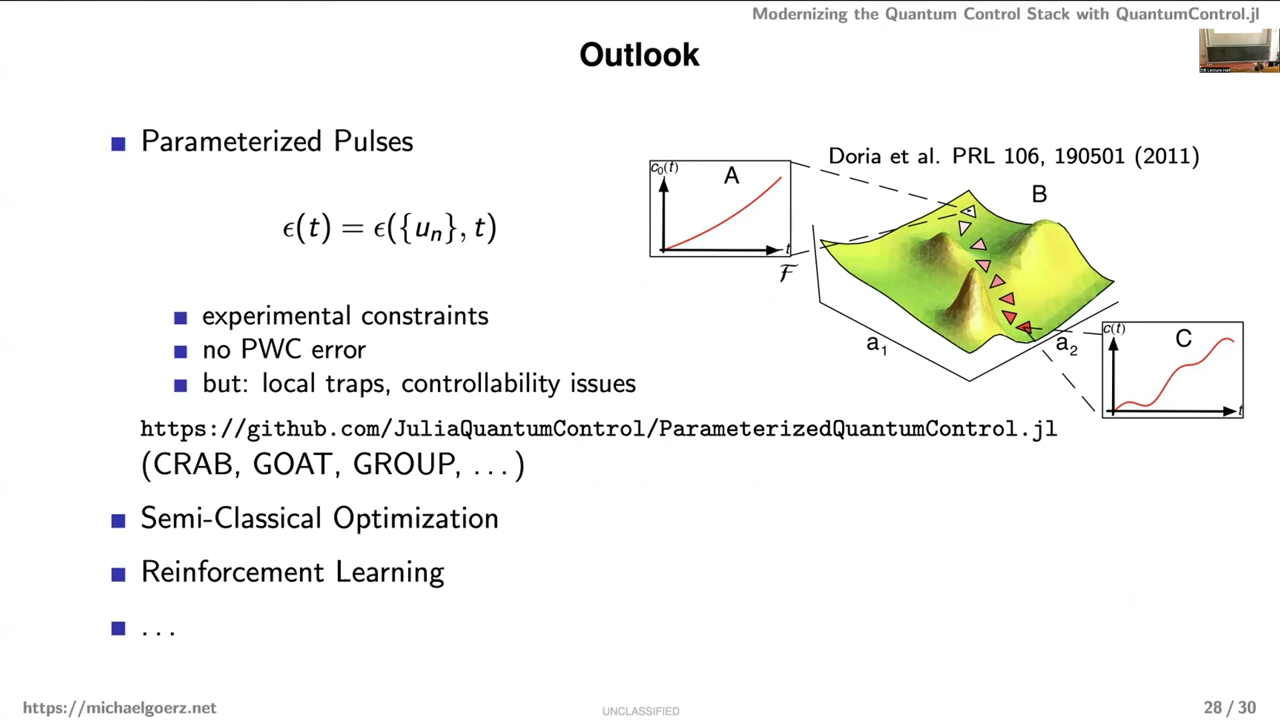 Modernizing the Quantum Control Stack with QuantumControl.jl
Outlook
■ Parameterized Pulses
ϵ(t) = ϵ({uₙ}, t)
■ experimental constraints
■ no PWC error
■ but: local traps, controllability issues
https://github.com/JuliaQuantumControl/ParameterizedQuantumControl.jl
(CRAB, GOAT, GROUP, ...)
■ Semi-Classical Optimization
■ Reinforcement Learning
■ ...
Doria et al. PRL 106, 190501 (2011)
c₀(t)
A
t
B
ℱ
a₁
a₂
c(t)
C
t
https://michaelgoerz.net
UNCLASSIFIED
28 / 30